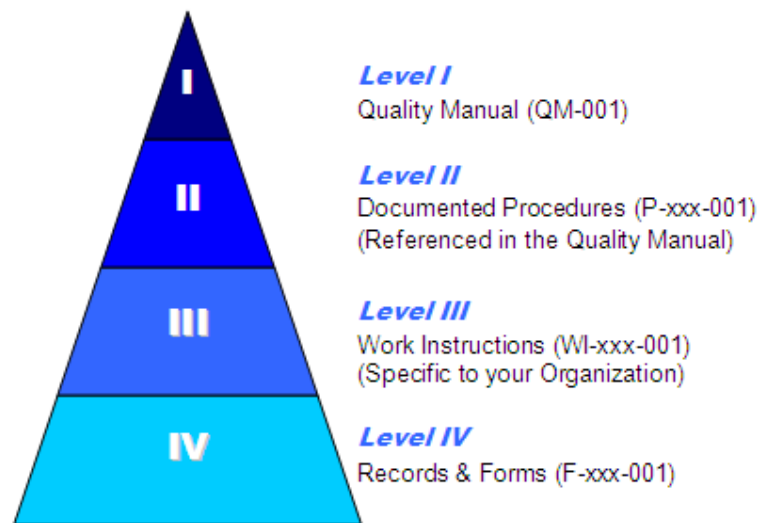 I
Level I
Quality Manual (QM-001)
II
Level II
Documented Procedures (P-xxx-001)
(Referenced in the Quality Manual)
III
Level III
Work Instructions (WI-xxx-001)
(Specific to your Organization)
IV
Level IV
Records & Forms (F-xxx-001)